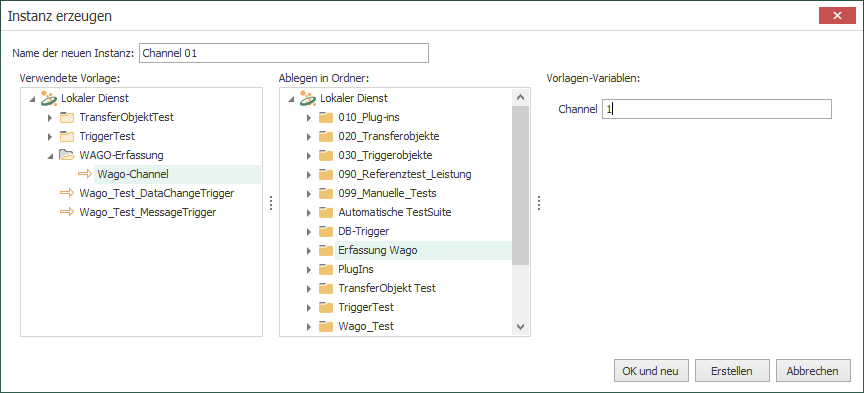 Instanz erzeugen
Name der neuen Instanz: Channel 01
Verwendete Vorlage:
Lokaler Dienst
TransferObjektTest
TriggerTest
WAGO-Erfassung
Wago-Channel
Wago_Test_DataChangeTrigger
Wago_Test_MessageTrigger
Ablegen in Ordner:
Lokaler Dienst
010_Plug-ins
020_Transferobjekte
030_Triggerobjekte
090_Referenztest_Leistung
099_Manuelle_Tests
Automatische TestSuite
DB-Trigger
Erfassung Wago
PlugIns
TransferObjekt Test
TriggerTest
Wago_Test
Vorlagen-Variablen:
Channel 1
OK und neu
Erstellen
Abbrechen